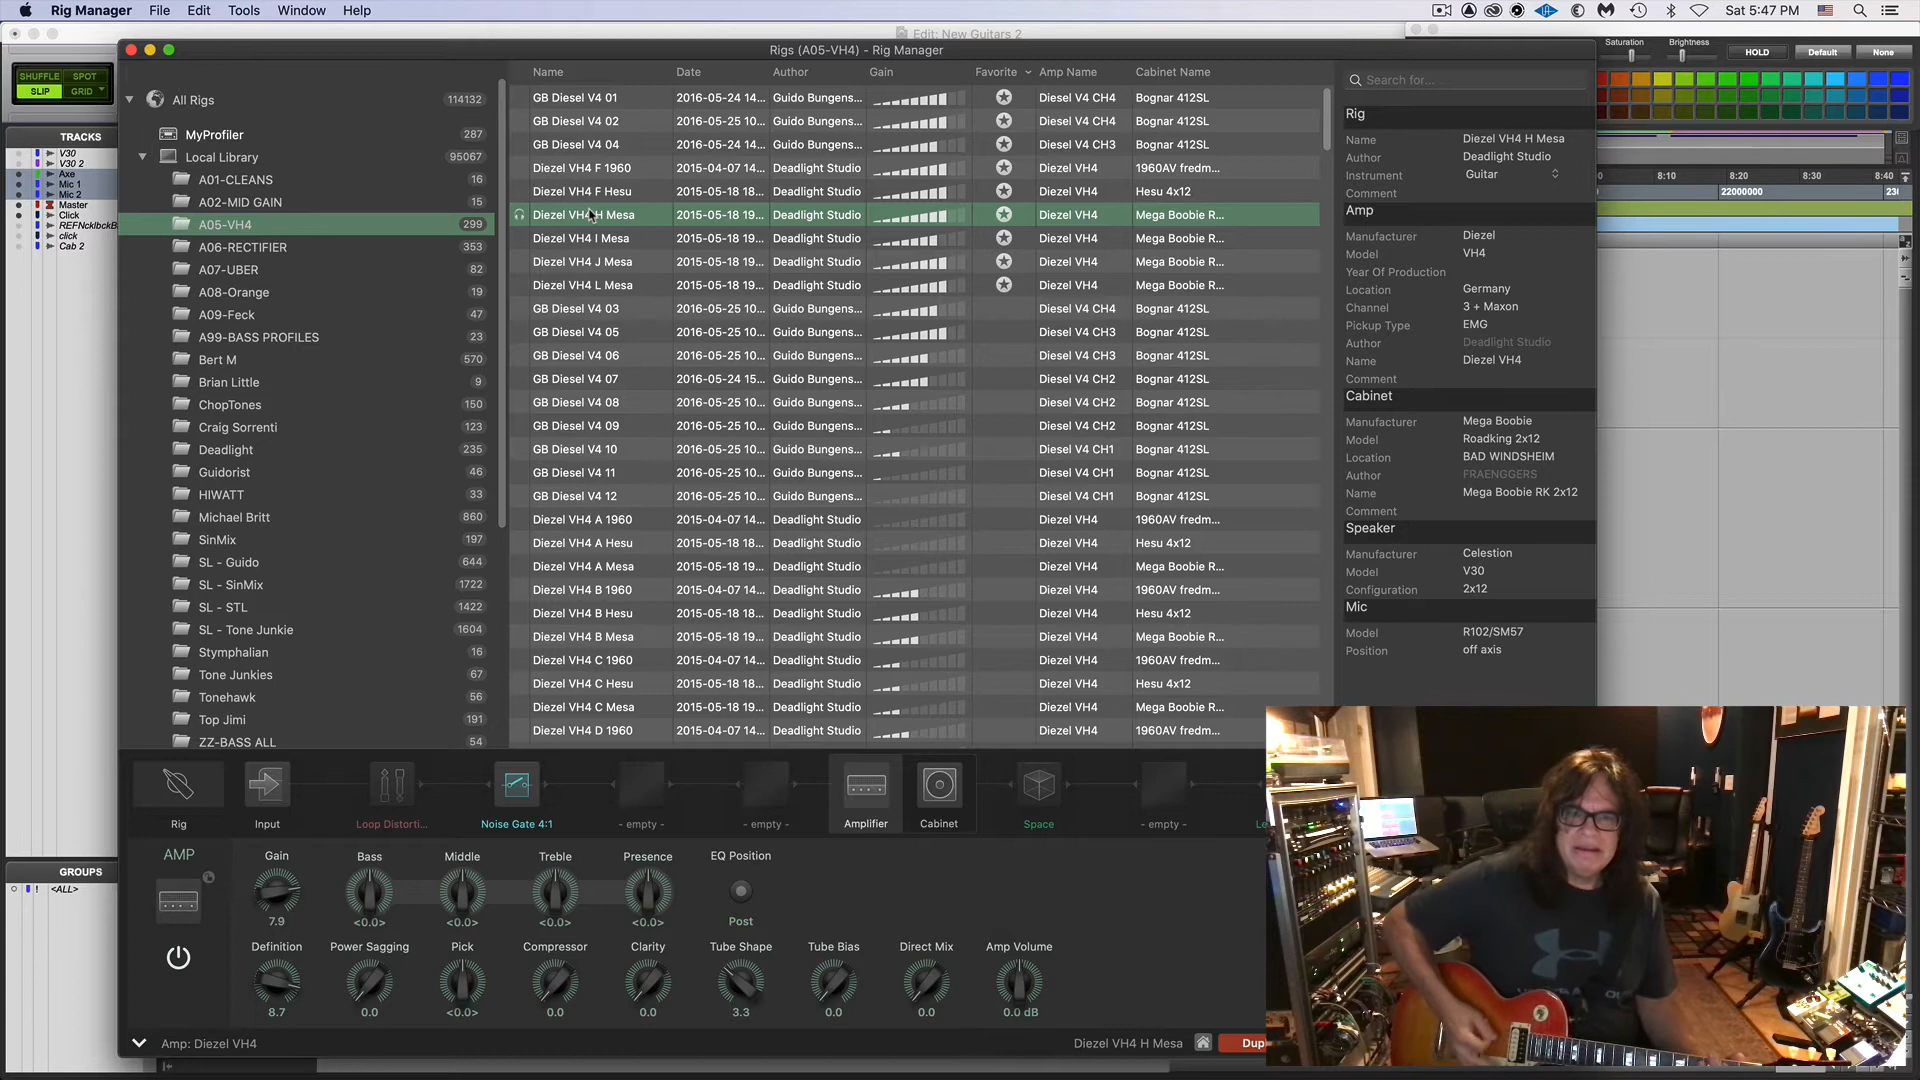 Rig Manager File Edit Tools Window Help
Sat 5:47 PM
Edit: New Guitars 2
Rigs (A05-VH4) - Rig Manager
Saturation Brightness HOLD Default None
SHUFFLE SPOT
SLIP GRID
TRACKS
V30
V30 2
Axe
Mic 1
Mic 2
Master
Click
click
Cab 2
GROUPS
! <ALL>
All Rigs 114132
MyProfiler 287
Local Library 95067
A01-CLEANS 16
A02-MID GAIN 15
A05-VH4 299
A06-RECTIFIER 353
A07-UBER 82
A08-Orange 19
A09-Feck 47
A99-BASS PROFILES 23
Bert M 570
Brian Little 9
ChopTones 150
Craig Sorrenti 123
Deadlight 235
Guidorist 46
HIWATT 33
Michael Britt 860
SinMix 197
SL - Guido 644
SL - SinMix 1722
SL - STL 1422
SL - Tone Junkie 1604
Stymphalian 16
Tone Junkies 67
Tonehawk 56
Top Jimi 191
ZZ-BASS ALL 54
Name Date Author Gain Favorite Amp Name Cabinet Name
GB Diesel V4 01 2016-05-24 14... Guido Bungens... Diesel V4 CH4 Bognar 412SL
GB Diesel V4 02 2016-05-25 10... Guido Bungens... Diesel V4 CH4 Bognar 412SL
GB Diesel V4 04 2016-05-25 10... Guido Bungens... Diesel V4 CH3 Bognar 412SL
Diezel VH4 F 1960 2015-04-07 14... Deadlight Studio Diezel VH4 1960AV fredm...
Diezel VH4 F Hesu 2015-05-18 18... Deadlight Studio Diezel VH4 Hesu 4x12
Diezel VH4 H Mesa 2015-05-18 19... Deadlight Studio Diezel VH4 Mega Boobie R...
Diezel VH4 I Mesa 2015-05-18 19... Deadlight Studio Diezel VH4 Mega Boobie R...
Diezel VH4 J Mesa 2015-05-18 19... Deadlight Studio Diezel VH4 Mega Boobie R...
Diezel VH4 L Mesa 2015-05-18 19... Deadlight Studio Diezel VH4 Mega Boobie R...
GB Diesel V4 03 2016-05-25 10... Guido Bungens... Diesel V4 CH4 Bognar 412SL
GB Diesel V4 05 2016-05-25 10... Guido Bungens... Diesel V4 CH3 Bognar 412SL
GB Diesel V4 06 2016-05-25 10... Guido Bungens... Diesel V4 CH3 Bognar 412SL
GB Diesel V4 07 2016-05-24 15... Guido Bungens... Diesel V4 CH2 Bognar 412SL
GB Diesel V4 08 2016-05-25 10... Guido Bungens... Diesel V4 CH2 Bognar 412SL
GB Diesel V4 09 2016-05-25 10... Guido Bungens... Diesel V4 CH2 Bognar 412SL
GB Diesel V4 10 2016-05-25 10... Guido Bungens... Diesel V4 CH1 Bognar 412SL
GB Diesel V4 11 2016-05-25 10... Guido Bungens... Diesel V4 CH1 Bognar 412SL
GB Diesel V4 12 2016-05-25 10... Guido Bungens... Diesel V4 CH1 Bognar 412SL
Diezel VH4 A 1960 2015-04-07 14... Deadlight Studio Diezel VH4 1960AV fredm...
Diezel VH4 A Hesu 2015-05-18 18... Deadlight Studio Diezel VH4 Hesu 4x12
Diezel VH4 A Mesa 2015-05-18 19... Deadlight Studio Diezel VH4 Mega Boobie R...
Diezel VH4 B 1960 2015-04-07 14... Deadlight Studio Diezel VH4 1960AV fredm...
Diezel VH4 B Hesu 2015-05-18 18... Deadlight Studio Diezel VH4 Hesu 4x12
Diezel VH4 B Mesa 2015-05-18 19... Deadlight Studio Diezel VH4 Mega Boobie R...
Diezel VH4 C 1960 2015-04-07 14... Deadlight Studio Diezel VH4 1960AV fredm...
Diezel VH4 C Hesu 2015-05-18 18... Deadlight Studio Diezel VH4 Hesu 4x12
Diezel VH4 C Mesa 2015-05-18 19... Deadlight Studio Diezel VH4 Mega Boobie R...
Diezel VH4 D 1960 2015-04-07 14... Deadlight Studio Diezel VH4 1960AV fredm...
Search for...
Rig
Name Diezel VH4 H Mesa
Author Deadlight Studio
Instrument Guitar
Comment
Amp
Manufacturer Diezel
Model VH4
Year Of Production
Location Germany
Channel 3 + Maxon
Pickup Type EMG
Author Deadlight Studio
Name Diezel VH4
Comment
Cabinet
Manufacturer Mega Boobie
Model Roadking 2x12
Location BAD WINDSHEIM
Author FRAENGGERS
Name Mega Boobie RK 2x12
Comment
Speaker
Manufacturer Celestion
Model V30
Configuration 2x12
Mic
Model R102/SM57
Position off axis
8:10 8:20 8:30 8:40
22000000
Rig Input Loop Distorti... Noise Gate 4:1 - empty - - empty - Amplifier Cabinet Space - empty -
AMP
Gain Bass Middle Treble Presence EQ Position
7.9 <0.0> <0.0> <0.0> <0.0> Post
Definition Power Sagging Pick Compressor Clarity Tube Shape Tube Bias Direct Mix Amp Volume
8.7 0.0 <0.0> 0.0 0.0 3.3 0.0 0.0 0.0 dB
Amp: Diezel VH4 Diezel VH4 H Mesa Dup